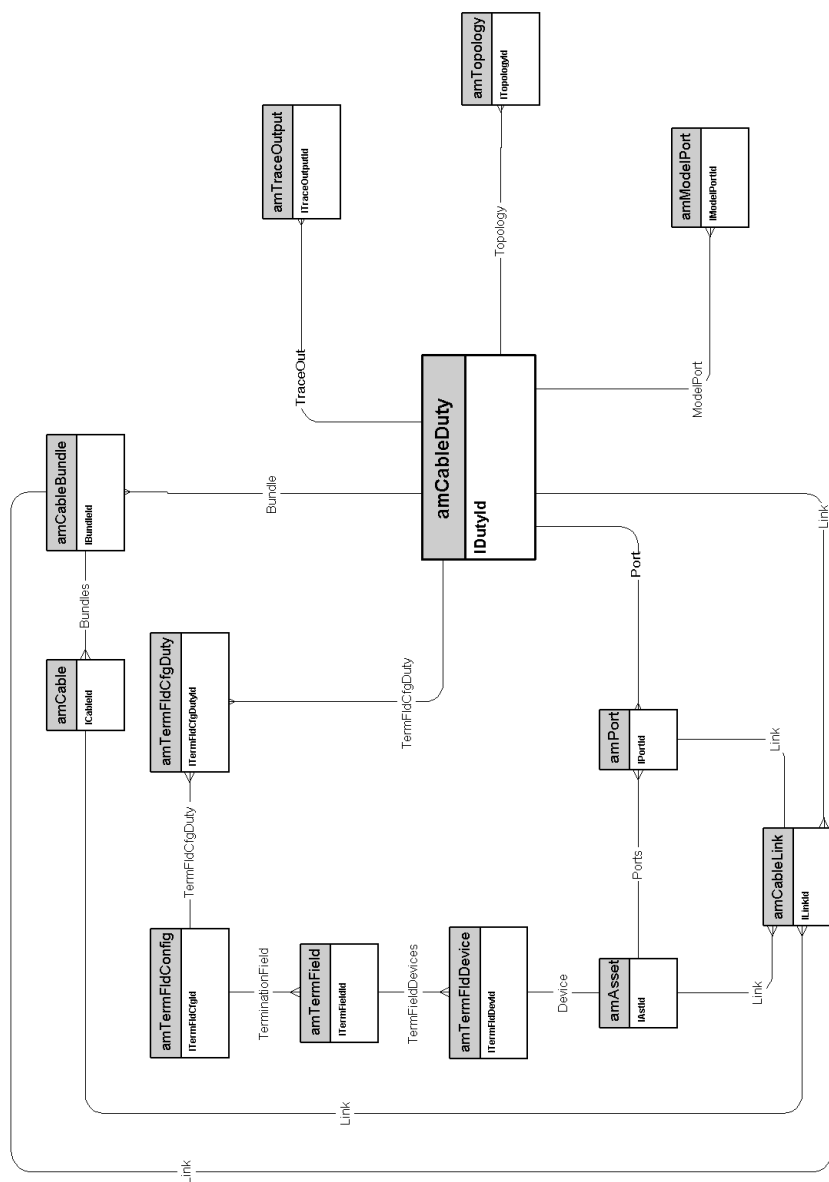 Link
amCable
lCableId
Bundles
amCableBundle
lBundleId
Link
amTermFldConfig
lTermFldCfgId
TermFldCfgDuty
amTermFldCfgDuty
lTermFldCfgDutyId
Bundle
TerminationField
amTraceOutput
lTraceOutputId
amTermField
lTermFieldId
TraceOut
TermFieldDevices
TermFldCfgDuty
amCableDuty
lDutyId
amTermFldDevice
lTermFldDevId
Topology
amTopology
lTopologyId
Device
amAsset
lAstId
Ports
amPort
lPortId
Port
ModelPort
amModelPort
lModelPortId
Link
Link
amCableLink
lLinkId
Link